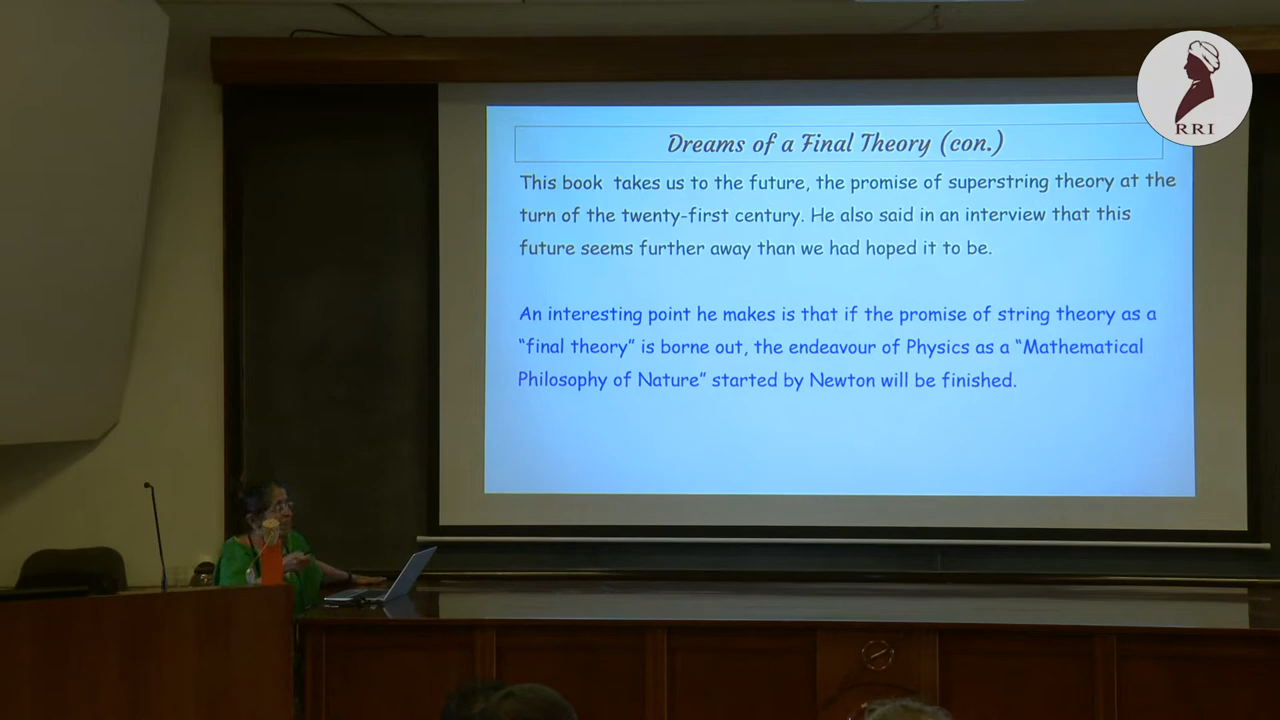 RRI
Dreams of a Final Theory (con.)
This book takes us to the future, the promise of superstring theory at the
turn of the twenty-first century. He also said in an interview that this
future seems further away than we had hoped it to be.
An interesting point he makes is that if the promise of string theory as a
“final theory” is borne out, the endeavour of Physics as a “Mathematical
Philosophy of Nature” started by Newton will be finished.